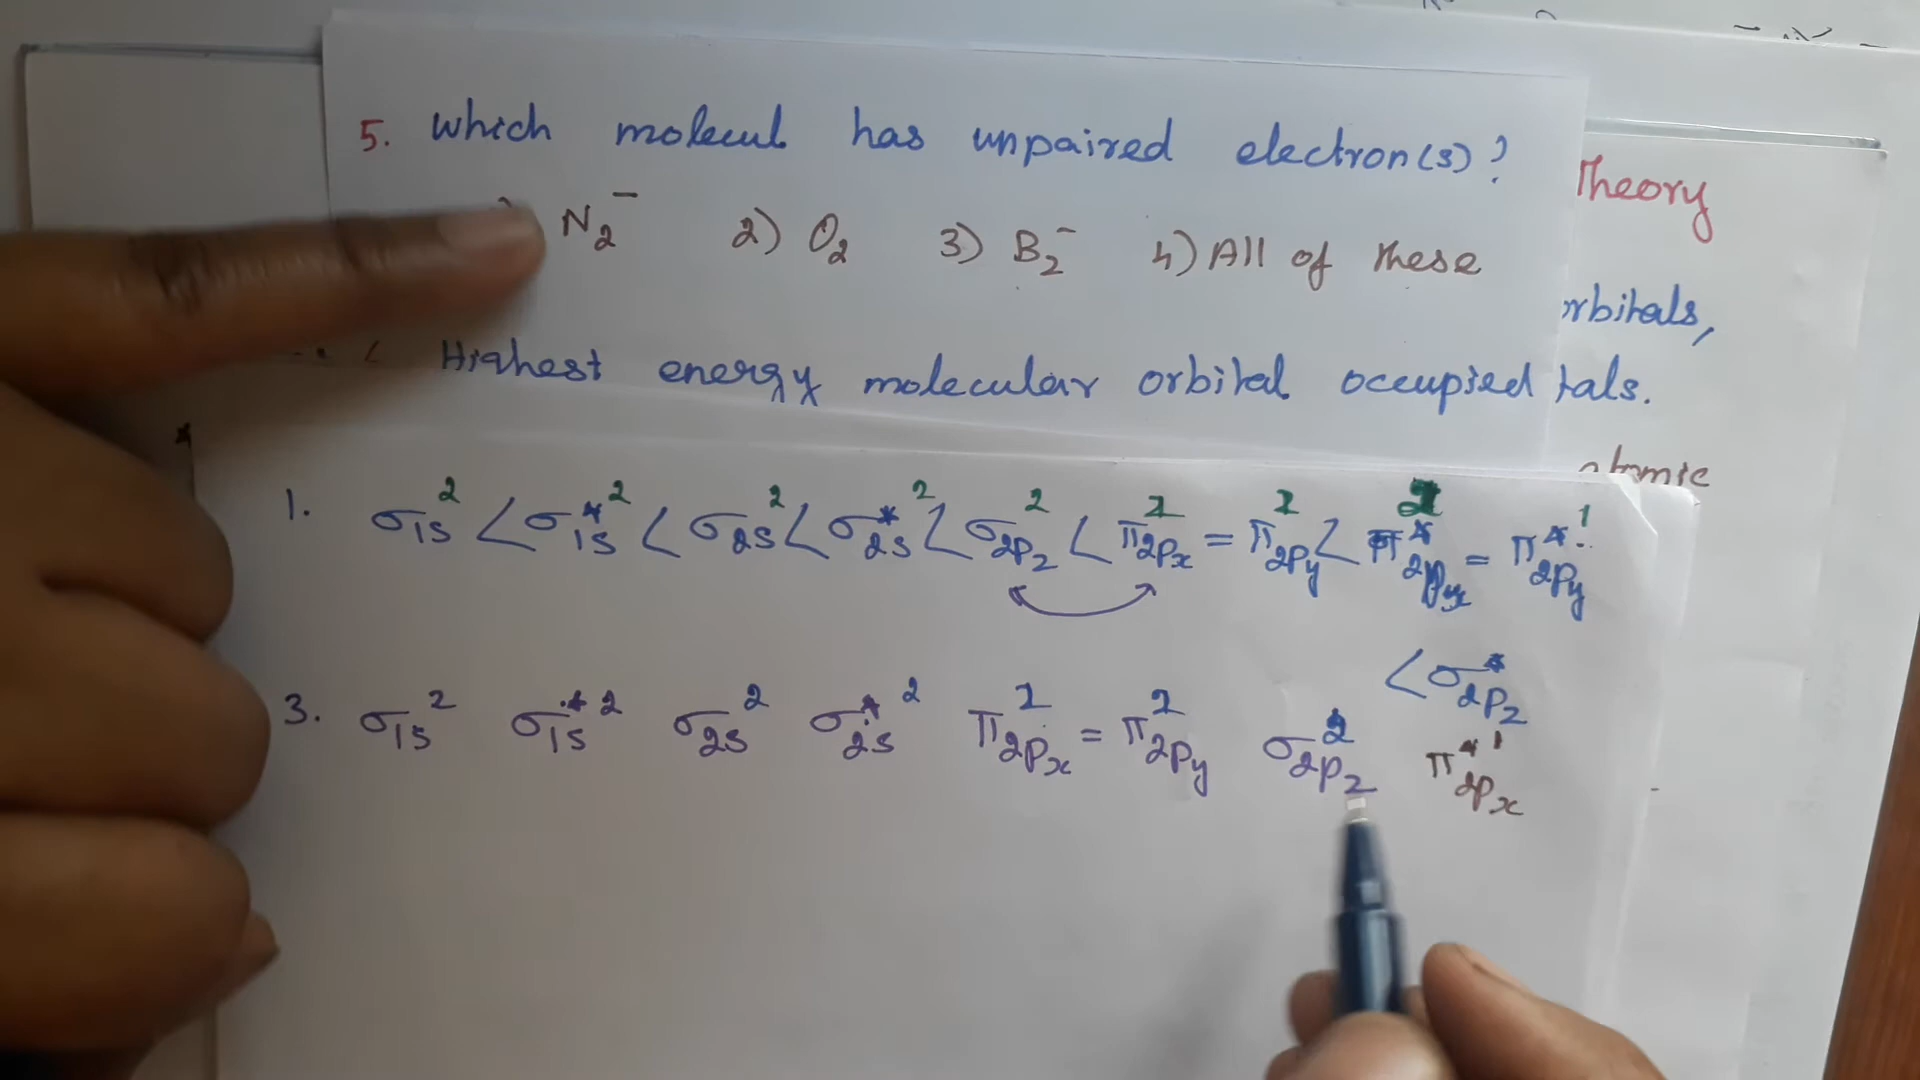 5. which molecul has unpaired electron(s)?
N₂⁻ 2) O₂ 3) B₂⁻ 4) All of these
Theory
orbitals,
Highest energy molecular orbital occupied tals.
atomic
1. σ1s² < σ*1s² < σ2s² < σ*2s² < σ2pz² < π2px² = π2py² < π*2px = π*2py¹
< σ*2pz
3. σ1s² σ*1s² σ2s² σ*2s² π2px² = π2py² σ2pz² π*2px¹